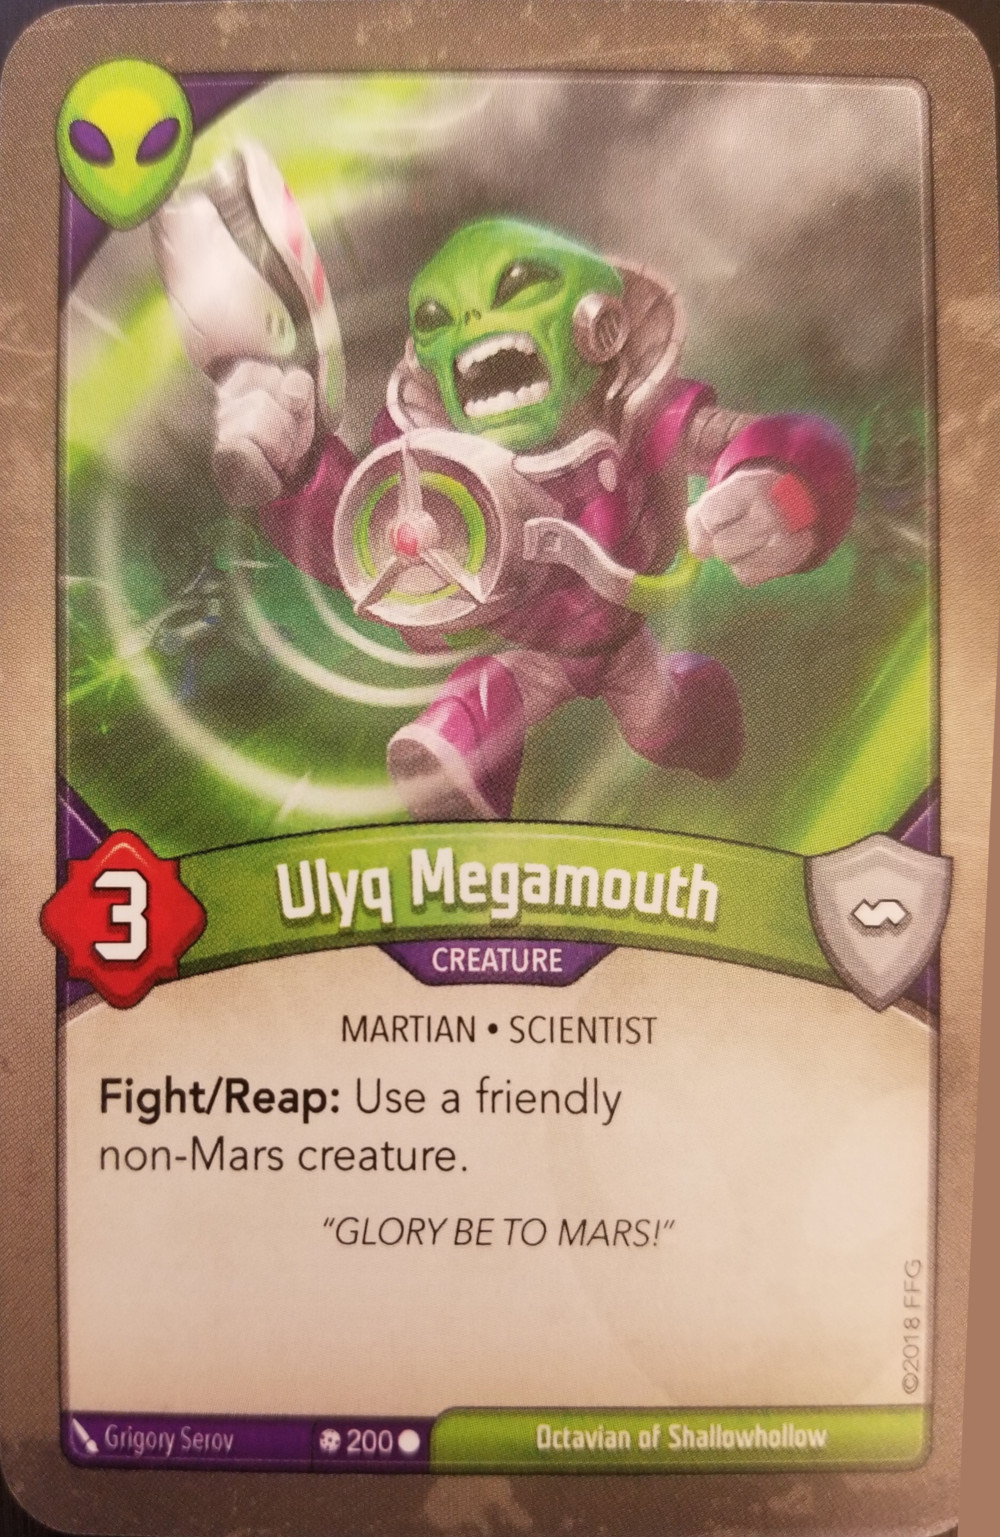 3
Ulyq Megamouth
CREATURE
MARTIAN • SCIENTIST
Fight/Reap: Use a friendly
non-Mars creature.
“GLORY BE TO MARS!”
©2018 FFG
Grigory Serov
200
Octavian of Shallowhollow